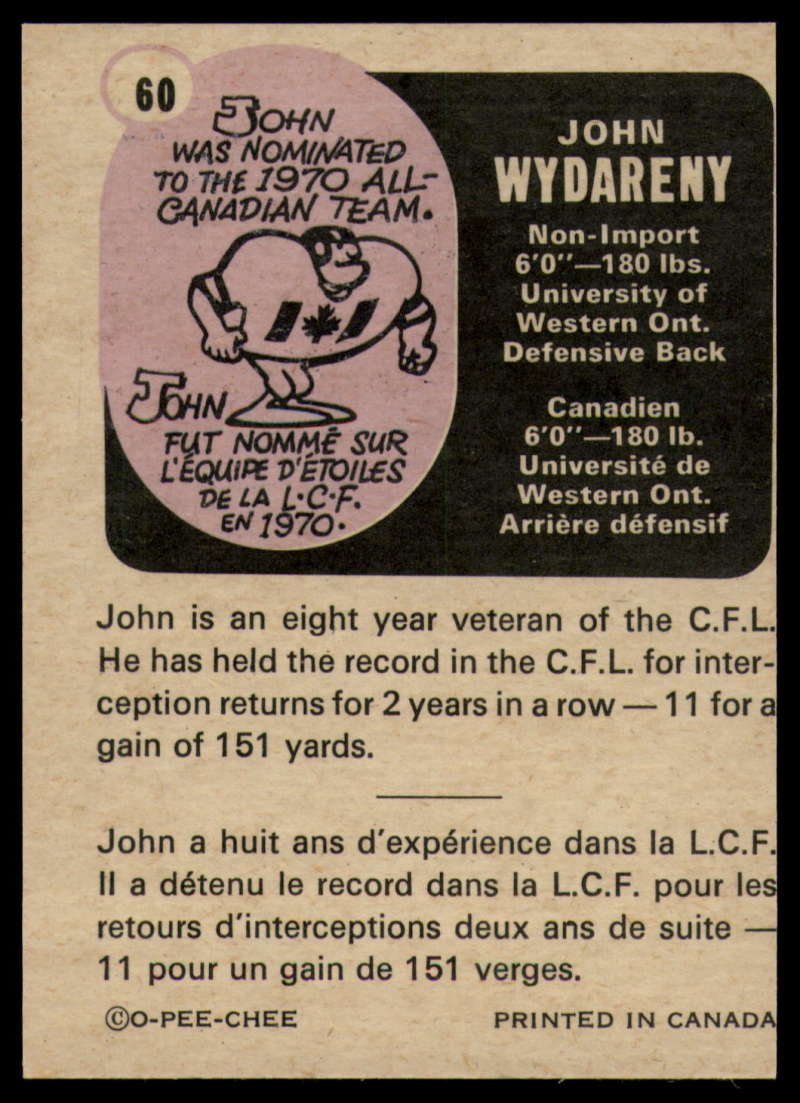 60
JOHN
WAS NOMINATED
TO THE 1970 ALL-
CANADIAN TEAM.
JOHN
FUT NOMMÉ SUR
L'ÉQUIPE D'ÉTOILES
DE LA L.C.F.
EN 1970.
JOHN
WYDARENY
Non-Import
6'0"—180 lbs.
University of
Western Ont.
Defensive Back
Canadien
6'0"—180 lb.
Université de
Western Ont.
Arrière défensif
John is an eight year veteran of the C.F.L.
He has held the record in the C.F.L. for inter-
ception returns for 2 years in a row — 11 for a
gain of 151 yards.
John a huit ans d'expérience dans la L.C.F.
Il a détenu le record dans la L.C.F. pour les
retours d'interceptions deux ans de suite —
11 pour un gain de 151 verges.
©O-PEE-CHEE
PRINTED IN CANADA